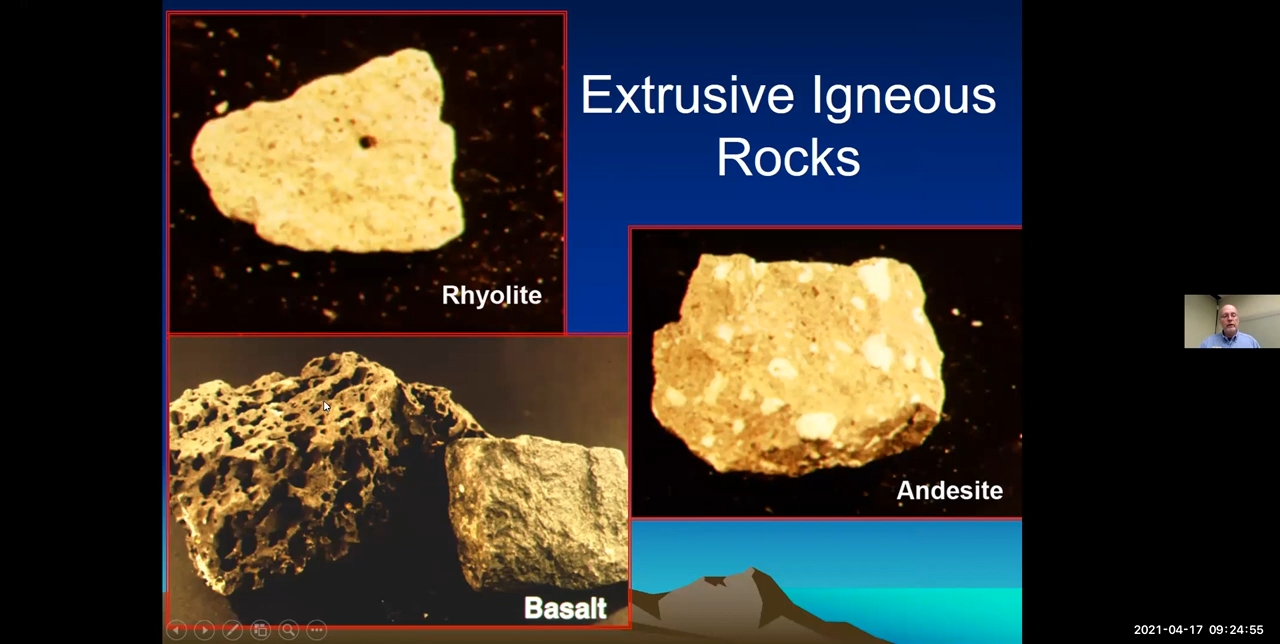 Extrusive Igneous
Rocks
Rhyolite
Andesite
Basalt
2021-04-17 09:24:55